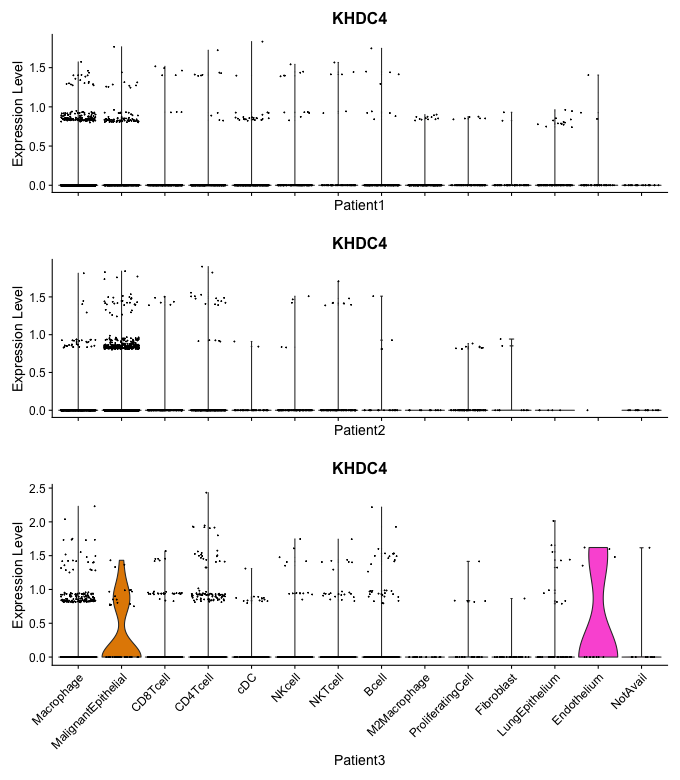 KHDC4
Expression Level
1.5
1.0
0.5
0.0
Patient1
KHDC4
Expression Level
1.5
1.0
0.5
0.0
Patient2
KHDC4
Expression Level
2.5
2.0
1.5
1.0
0.5
0.0
Macrophage
MalignantEpithelial
CD8Tcell
CD4Tcell
cDC
NKcell
NKTcell
Bcell
M2Macrophage
ProliferatingCell
Fibroblast
LungEpithelium
Endothelium
NotAvail
Patient3